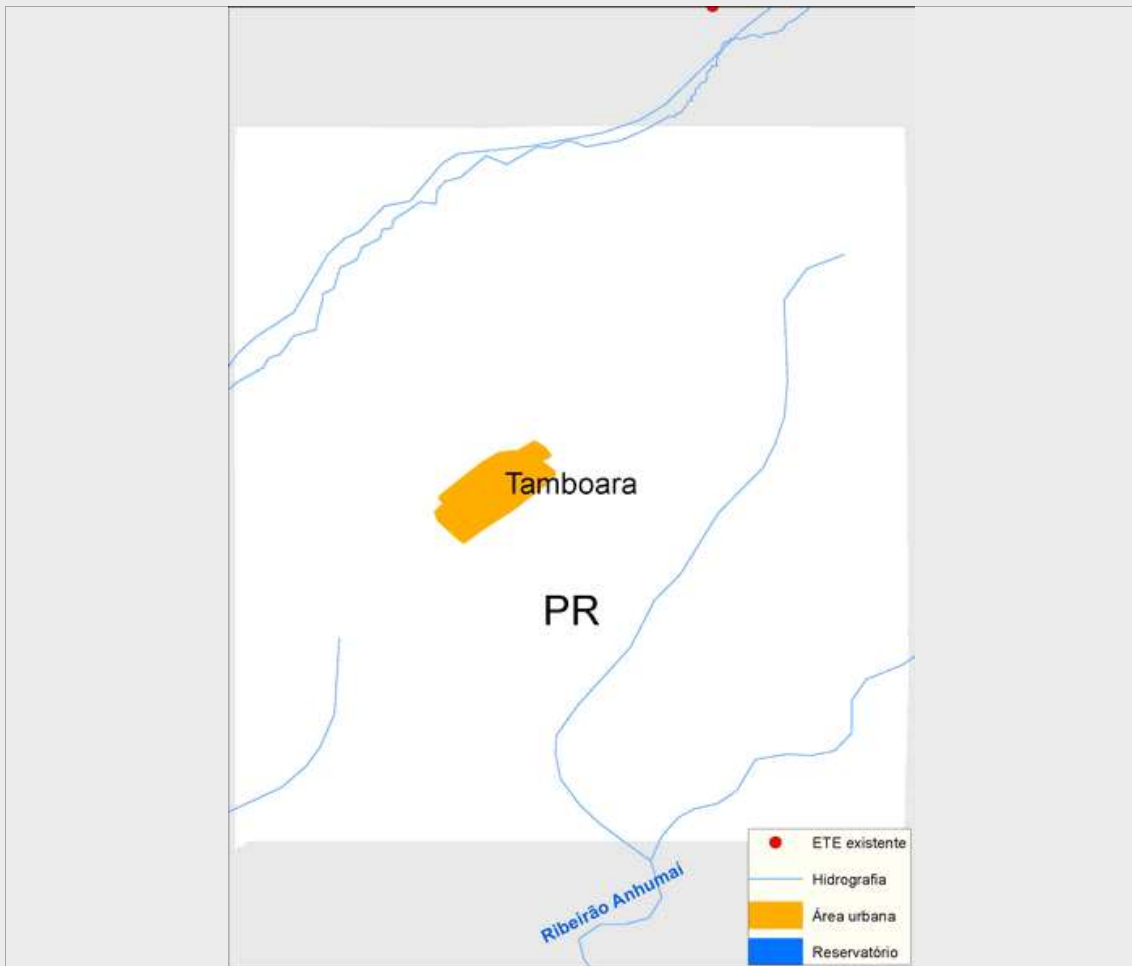 Tamboara
PR
Ribeirão Anhumaí
ETE existente
Hidrografia
Área urbana
Reservatório